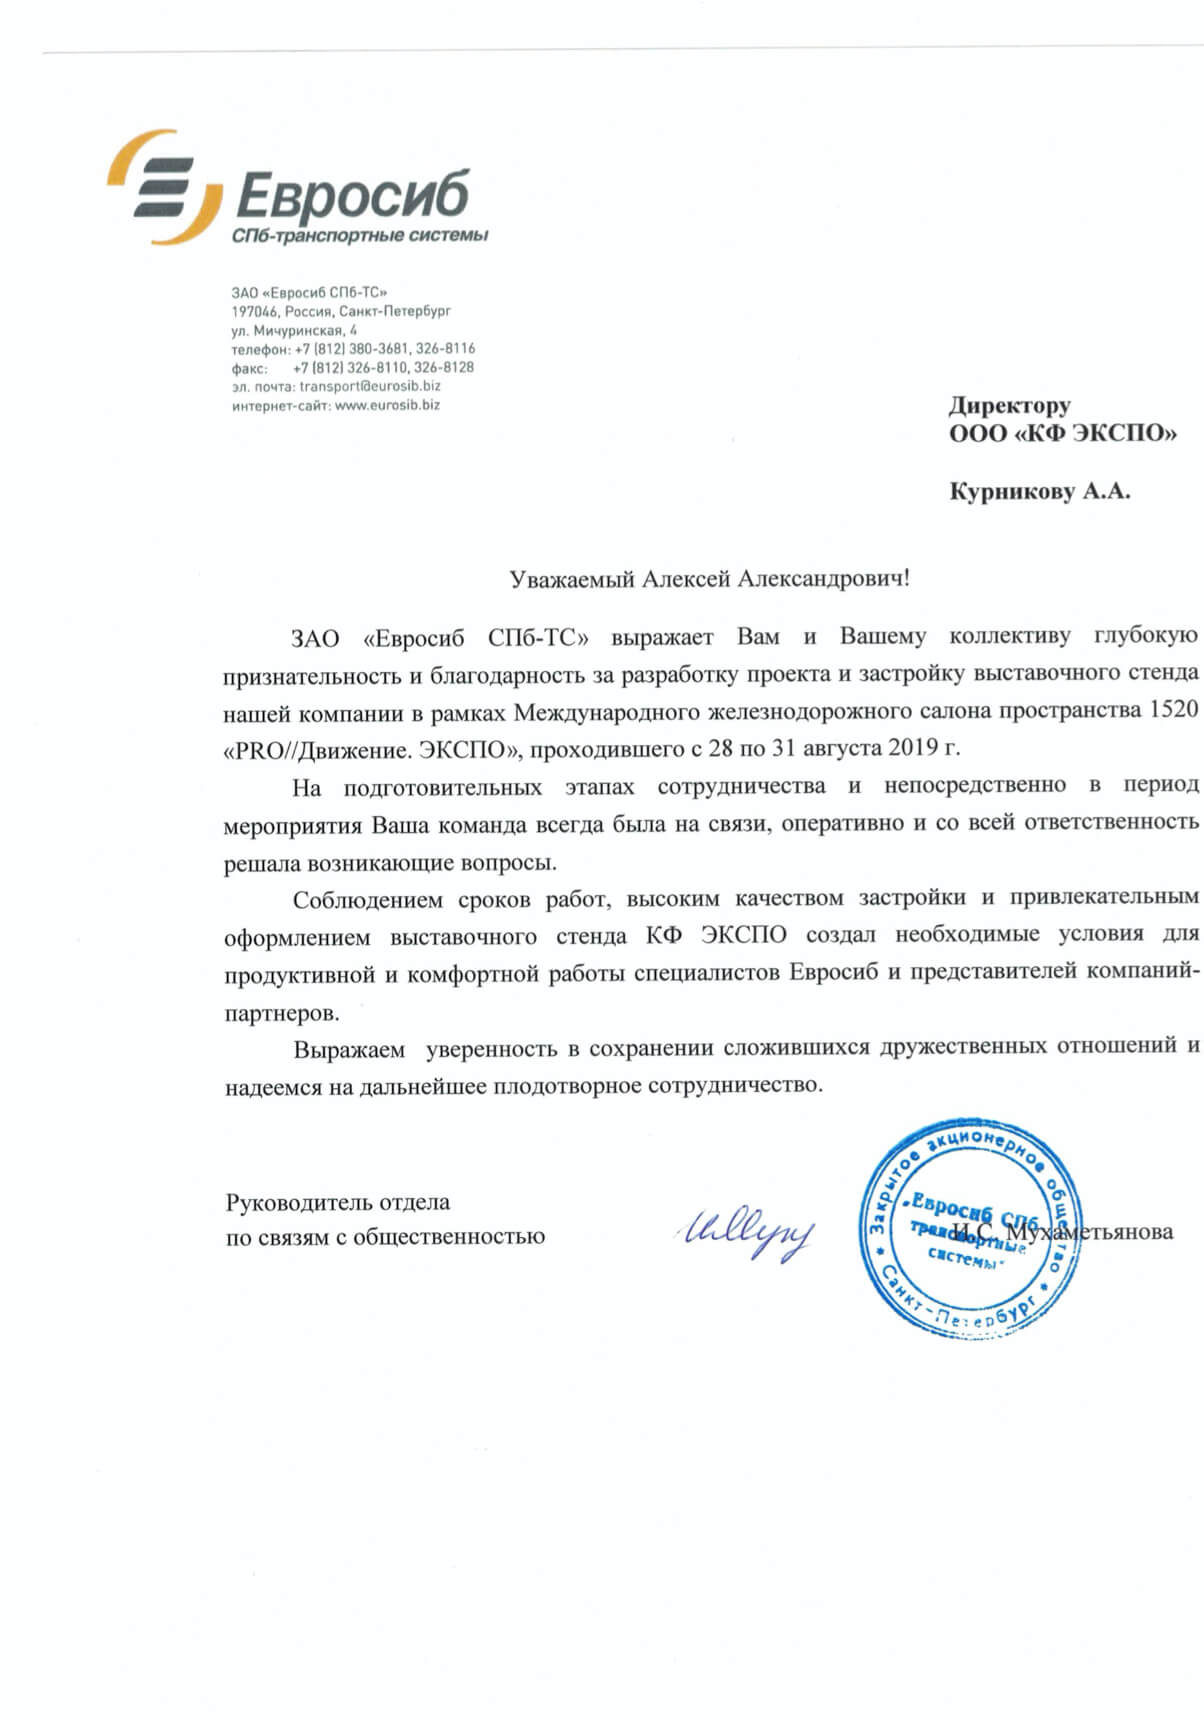 Евросиб
СПб-транспортные системы
ЗАО «Евросиб СПб-ТС»
197046, Россия, Санкт-Петербург
ул. Мичуринская, 4
телефон: +7 (812) 380-3681, 326-8116
факс: +7 (812) 326-8110, 326-8128
эл. почта: transport@eurosib.biz
интернет-сайт: www.eurosib.biz
Директору
ООО «КФ ЭКСПО»
Курникову А.А.
Уважаемый Алексей Александрович!
ЗАО «Евросиб СПб-ТС» выражает Вам и Вашему коллективу глубокую
признательность и благодарность за разработку проекта и застройку выставочного стенда
нашей компании в рамках Международного железнодорожного салона пространства 1520
«PRO//Движение. ЭКСПО», проходившего с 28 по 31 августа 2019 г.
На подготовительных этапах сотрудничества и непосредственно в период
мероприятия Ваша команда всегда была на связи, оперативно и со всей ответственность
решала возникающие вопросы.
Соблюдением сроков работ, высоким качеством застройки и привлекательным
оформлением выставочного стенда КФ ЭКСПО создал необходимые условия для
продуктивной и комфортной работы специалистов Евросиб и представителей компаний-
партнеров.
Выражаем уверенность в сохранении сложившихся дружественных отношений и
надеемся на дальнейшее плодотворное сотрудничество.
Руководитель отдела
по связям с общественностью
И.С. Мухаметьянова
Закрытое акционерное общество
* Санкт-Петербург *
„Евросиб СПб
транспортные
системы"